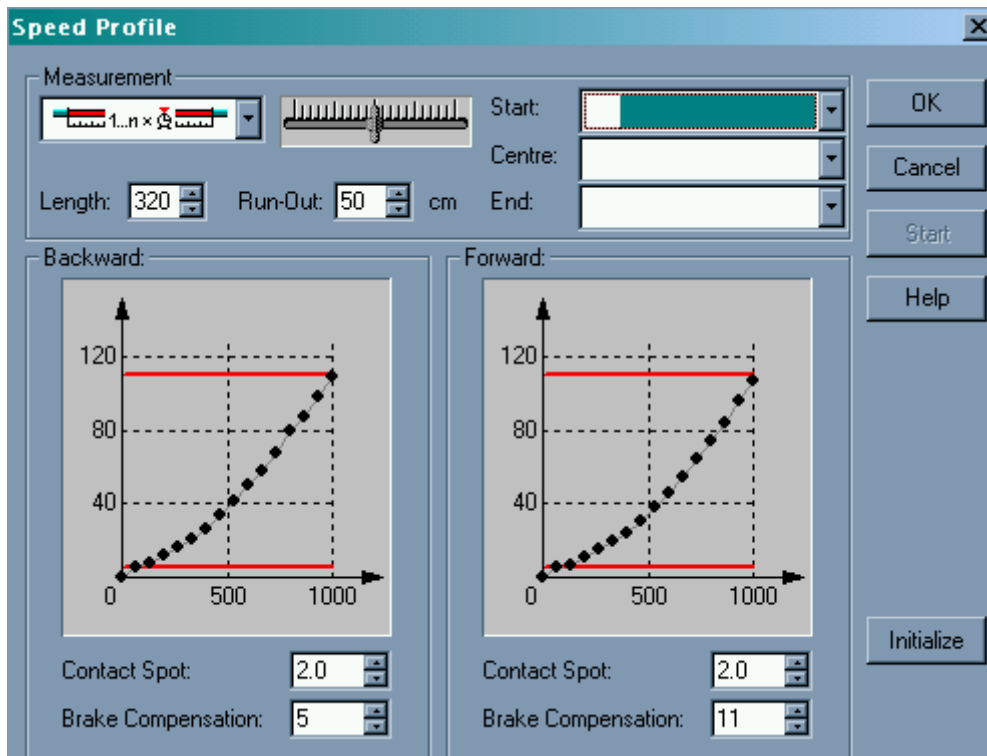 Speed Profile
Measurement
1...n ×
Start:
Centre:
Length: 320 Run-Out: 50 cm End:
OK
Cancel
Start
Help
Initialize
Backward:
120
80
40
0 500 1000
Contact Spot: 2.0
Brake Compensation: 5
Forward:
120
80
40
0 500 1000
Contact Spot: 2.0
Brake Compensation: 11